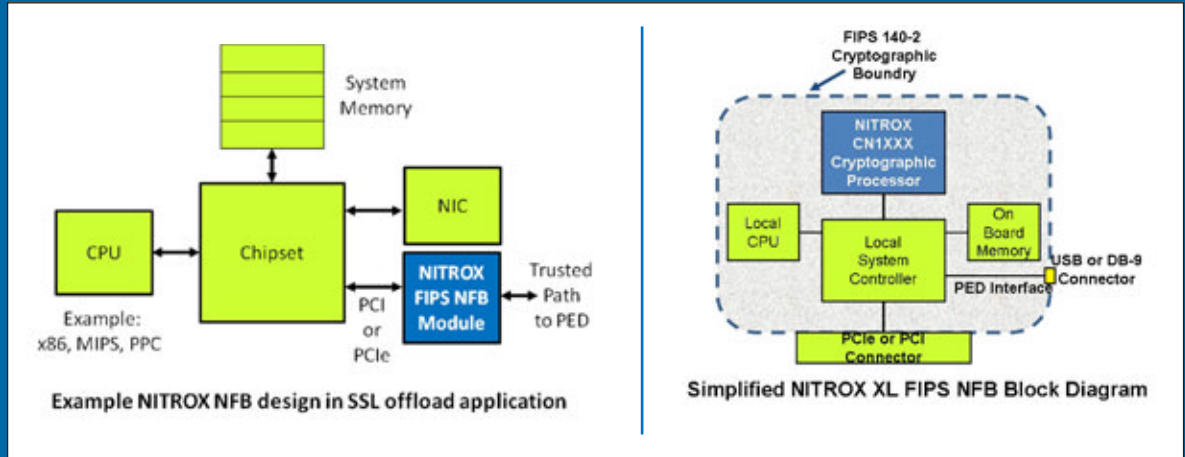 System
Memory
CPU
Chipset
NIC
NITROX
FIPS NFB
Module
Trusted
Path
to PED
PCI
or
PCIe
Example:
x86, MIPS, PPC
Example NITROX NFB design in SSL offload application
FIPS 140-2
Cryptographic
Boundry
NITROX
CN1XXX
Cryptographic
Processor
Local
CPU
Local
System
Controller
On
Board
Memory
USB or DB-9
Connector
PED Interface
PCIe or PCI
Connector
Simplified NITROX XL FIPS NFB Block Diagram